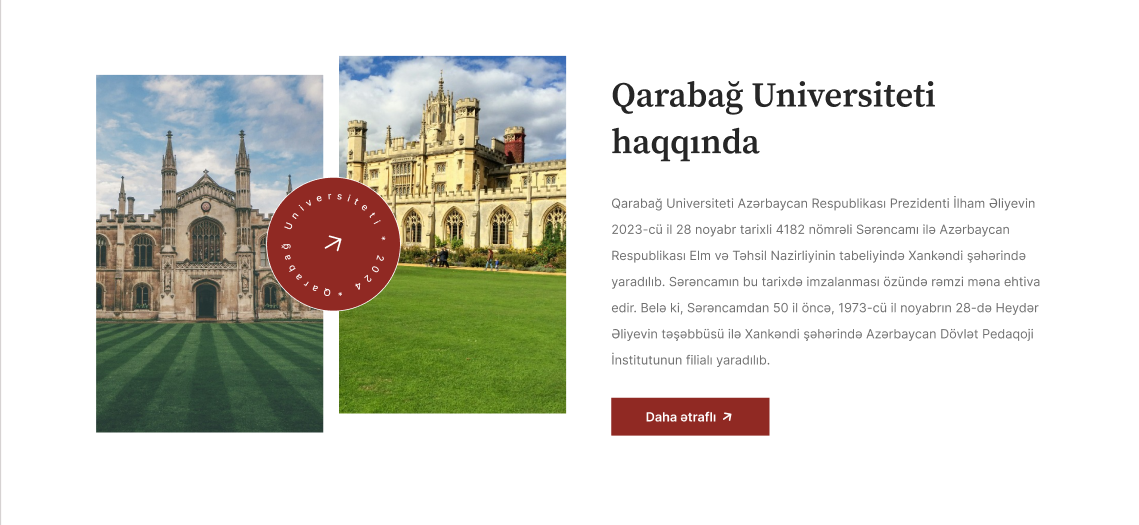 Qarabağ Universiteti * 2024 *
Qarabağ Universiteti
haqqında
Qarabağ Universiteti Azərbaycan Respublikası Prezidenti İlham Əliyevin
2023-cü il 28 noyabr tarixli 4182 nömrəli Sərəncamı ilə Azərbaycan
Respublikası Elm və Təhsil Nazirliyinin tabeliyində Xankəndi şəhərində
yaradılıb. Sərəncamın bu tarixdə imzalanması özündə rəmzi məna ehtiva
edir. Belə ki, Sərəncamdan 50 il öncə, 1973-cü il noyabrın 28-də Heydər
Əliyevin təşəbbüsü ilə Xankəndi şəhərində Azərbaycan Dövlət Pedaqoji
İnstitutunun filialı yaradılıb.
Daha ətraflı